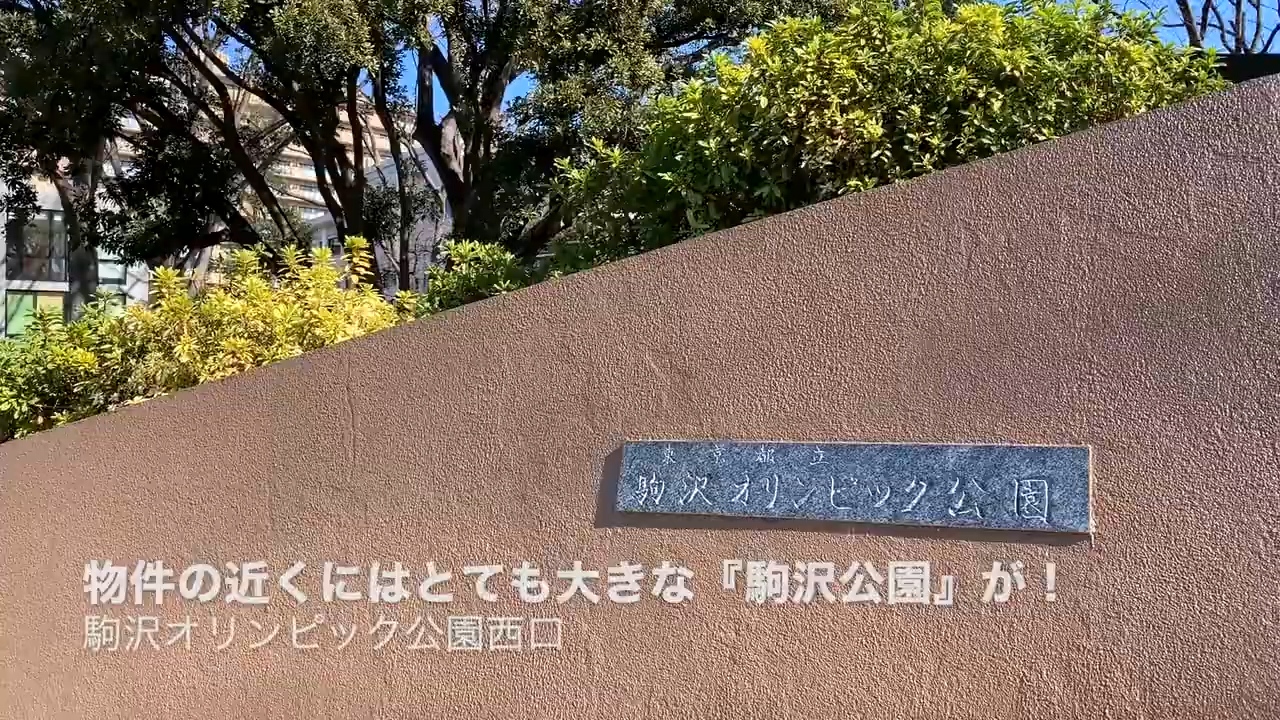 東京都立
駒沢オリンピック公園
物件の近くにはとても大きな『駒沢公園』が！
駒沢オリンピック公園西口